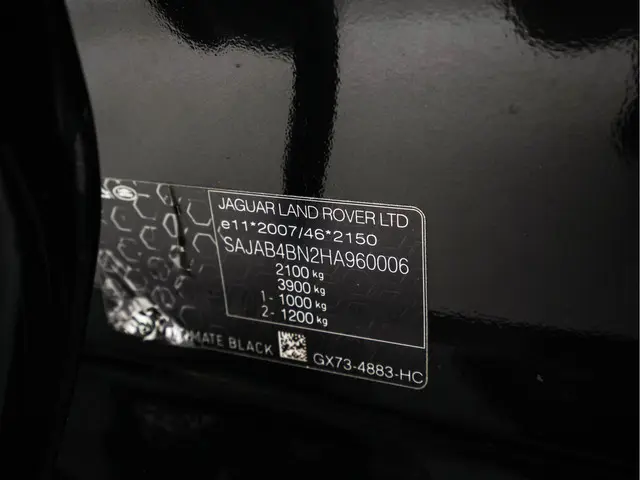 JAGUAR LAND ROVER LTD
e11*2007/46*2150
SAJAB4BN2HA960006
2100 kg
3900 kg
1- 1000 kg
2- 1200 kg
BLACK
GX73-4883-HC